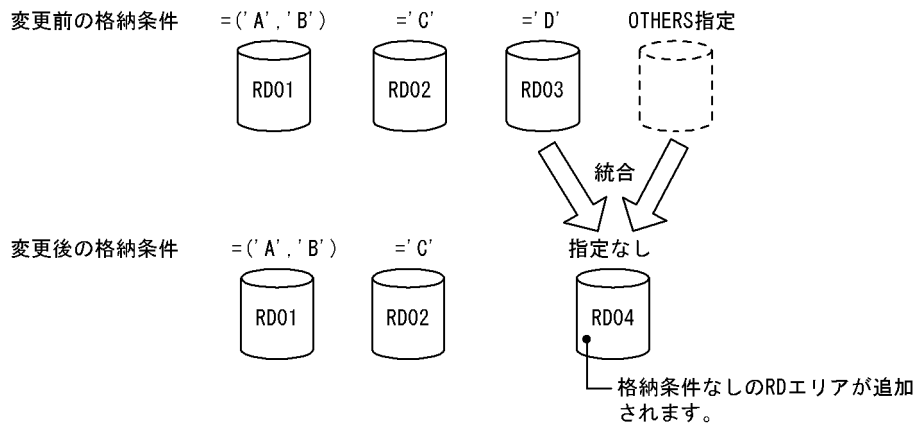 変更前の格納条件 =('A','B') ='C' ='D' OTHERS指定
RD01 RD02 RD03
統合
変更後の格納条件 =('A','B') ='C' 指定なし
RD01 RD02 RD04
格納条件なしのRDエリアが追加
されます。